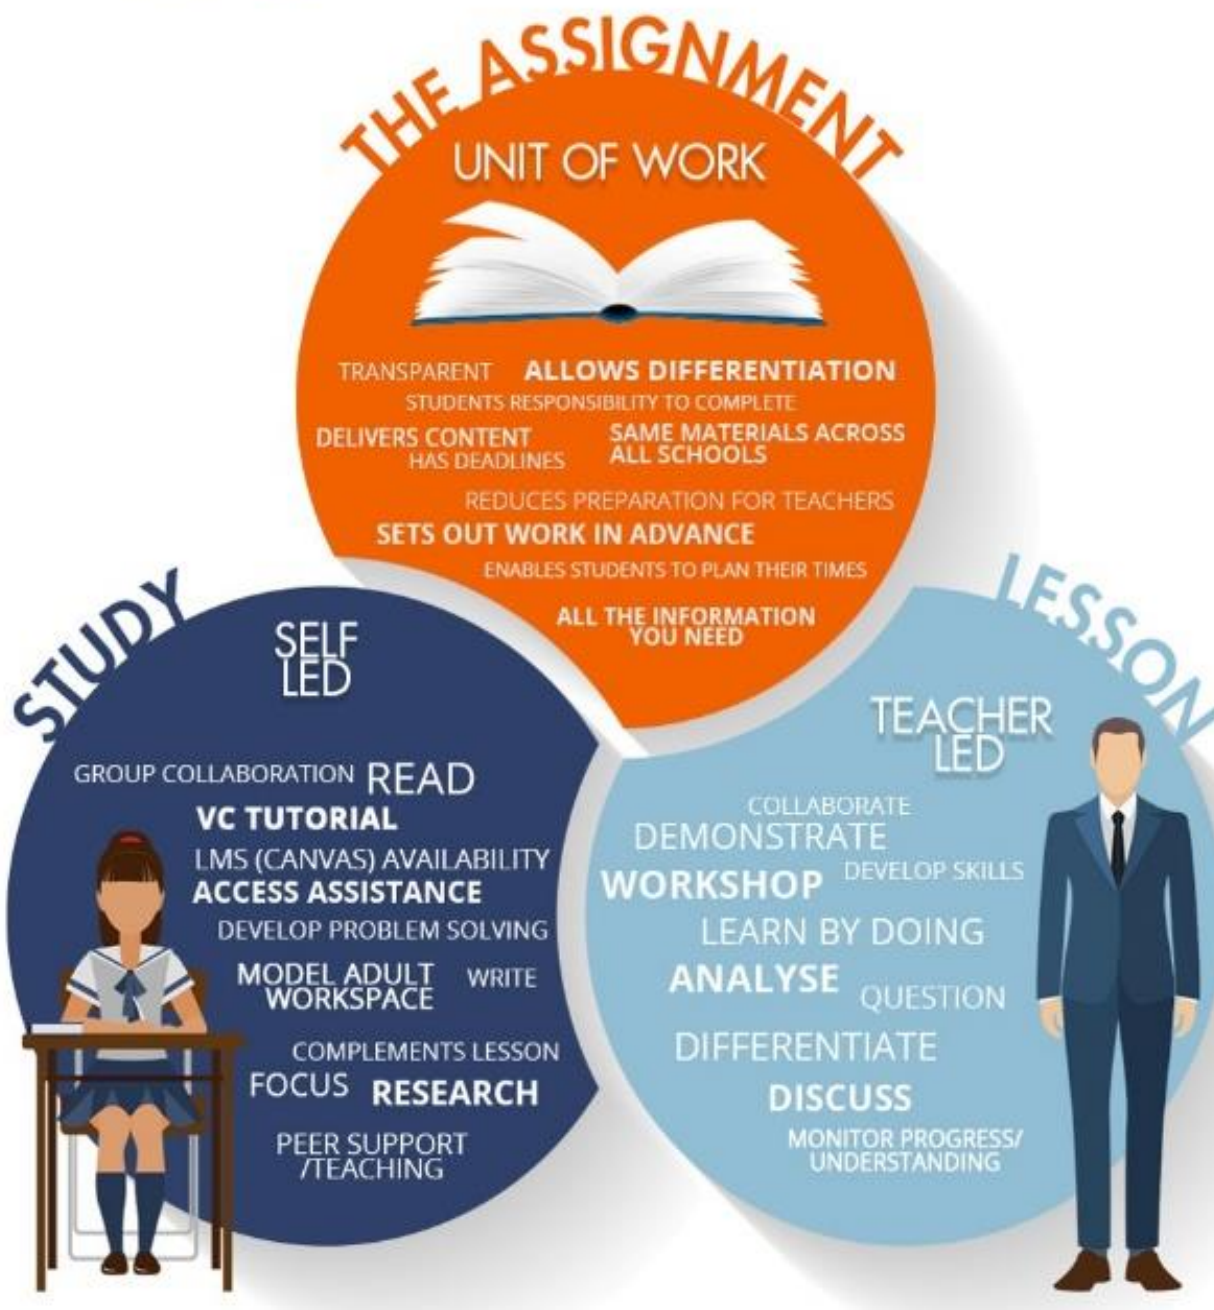 THE ASSIGNMENT
UNIT OF WORK
TRANSPARENT ALLOWS DIFFERENTIATION
STUDENTS RESPONSIBILITY TO COMPLETE
DELIVERS CONTENT
HAS DEADLINES
SAME MATERIALS ACROSS
ALL SCHOOLS
REDUCES PREPARATION FOR TEACHERS
SETS OUT WORK IN ADVANCE
ENABLES STUDENTS TO PLAN THEIR TIMES
ALL THE INFORMATION
YOU NEED
STUDY
SELF
LED
GROUP COLLABORATION READ
VC TUTORIAL
LMS (CANVAS) AVAILABILITY
ACCESS ASSISTANCE
DEVELOP PROBLEM SOLVING
MODEL ADULT
WORKSPACE
WRITE
COMPLEMENTS LESSON
FOCUS RESEARCH
PEER SUPPORT
/TEACHING
LESSON
TEACHER
LED
COLLABORATE
DEMONSTRATE
WORKSHOP DEVELOP SKILLS
LEARN BY DOING
ANALYSE QUESTION
DIFFERENTIATE
DISCUSS
MONITOR PROGRESS/
UNDERSTANDING